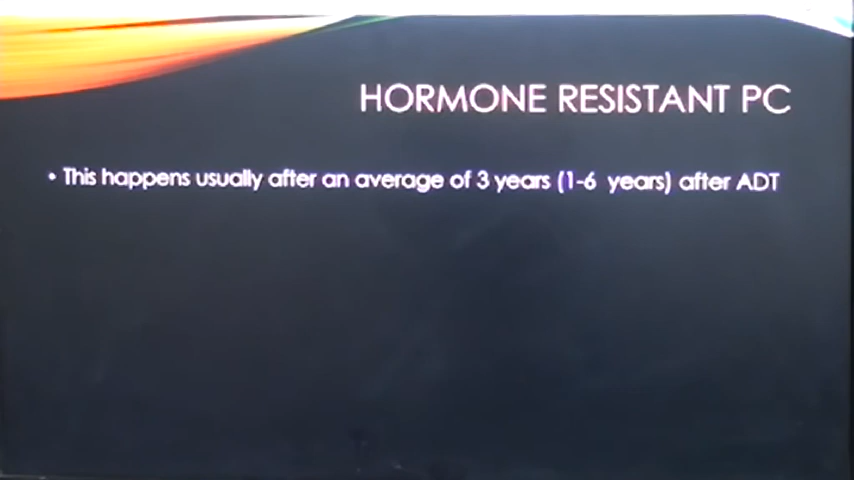 HORMONE RESISTANT PC
• This happens usually after an average of 3 years (1-6 years) after ADT